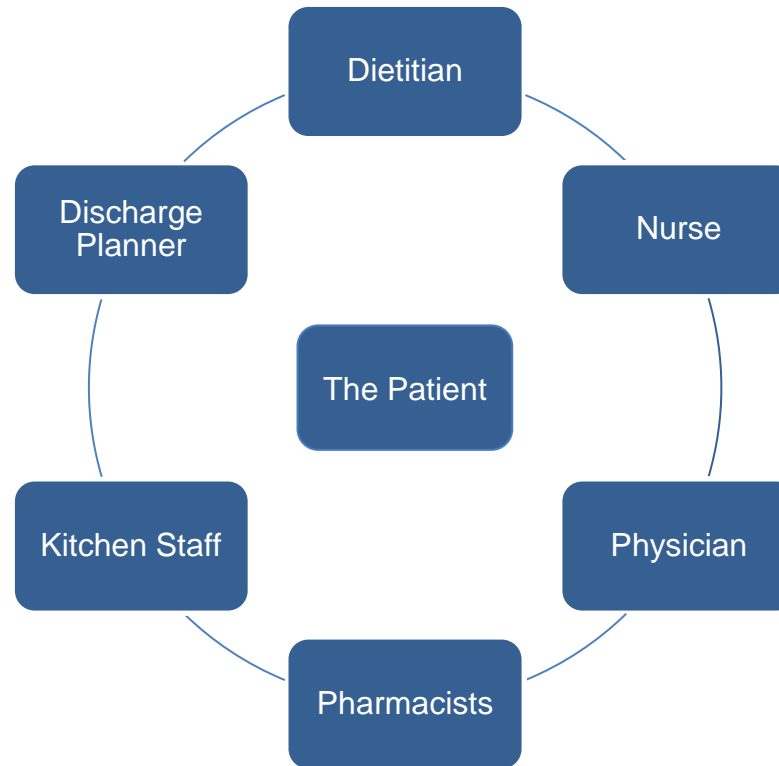 Dietitian
Discharge
Planner
Nurse
The Patient
Kitchen Staff
Physician
Pharmacists